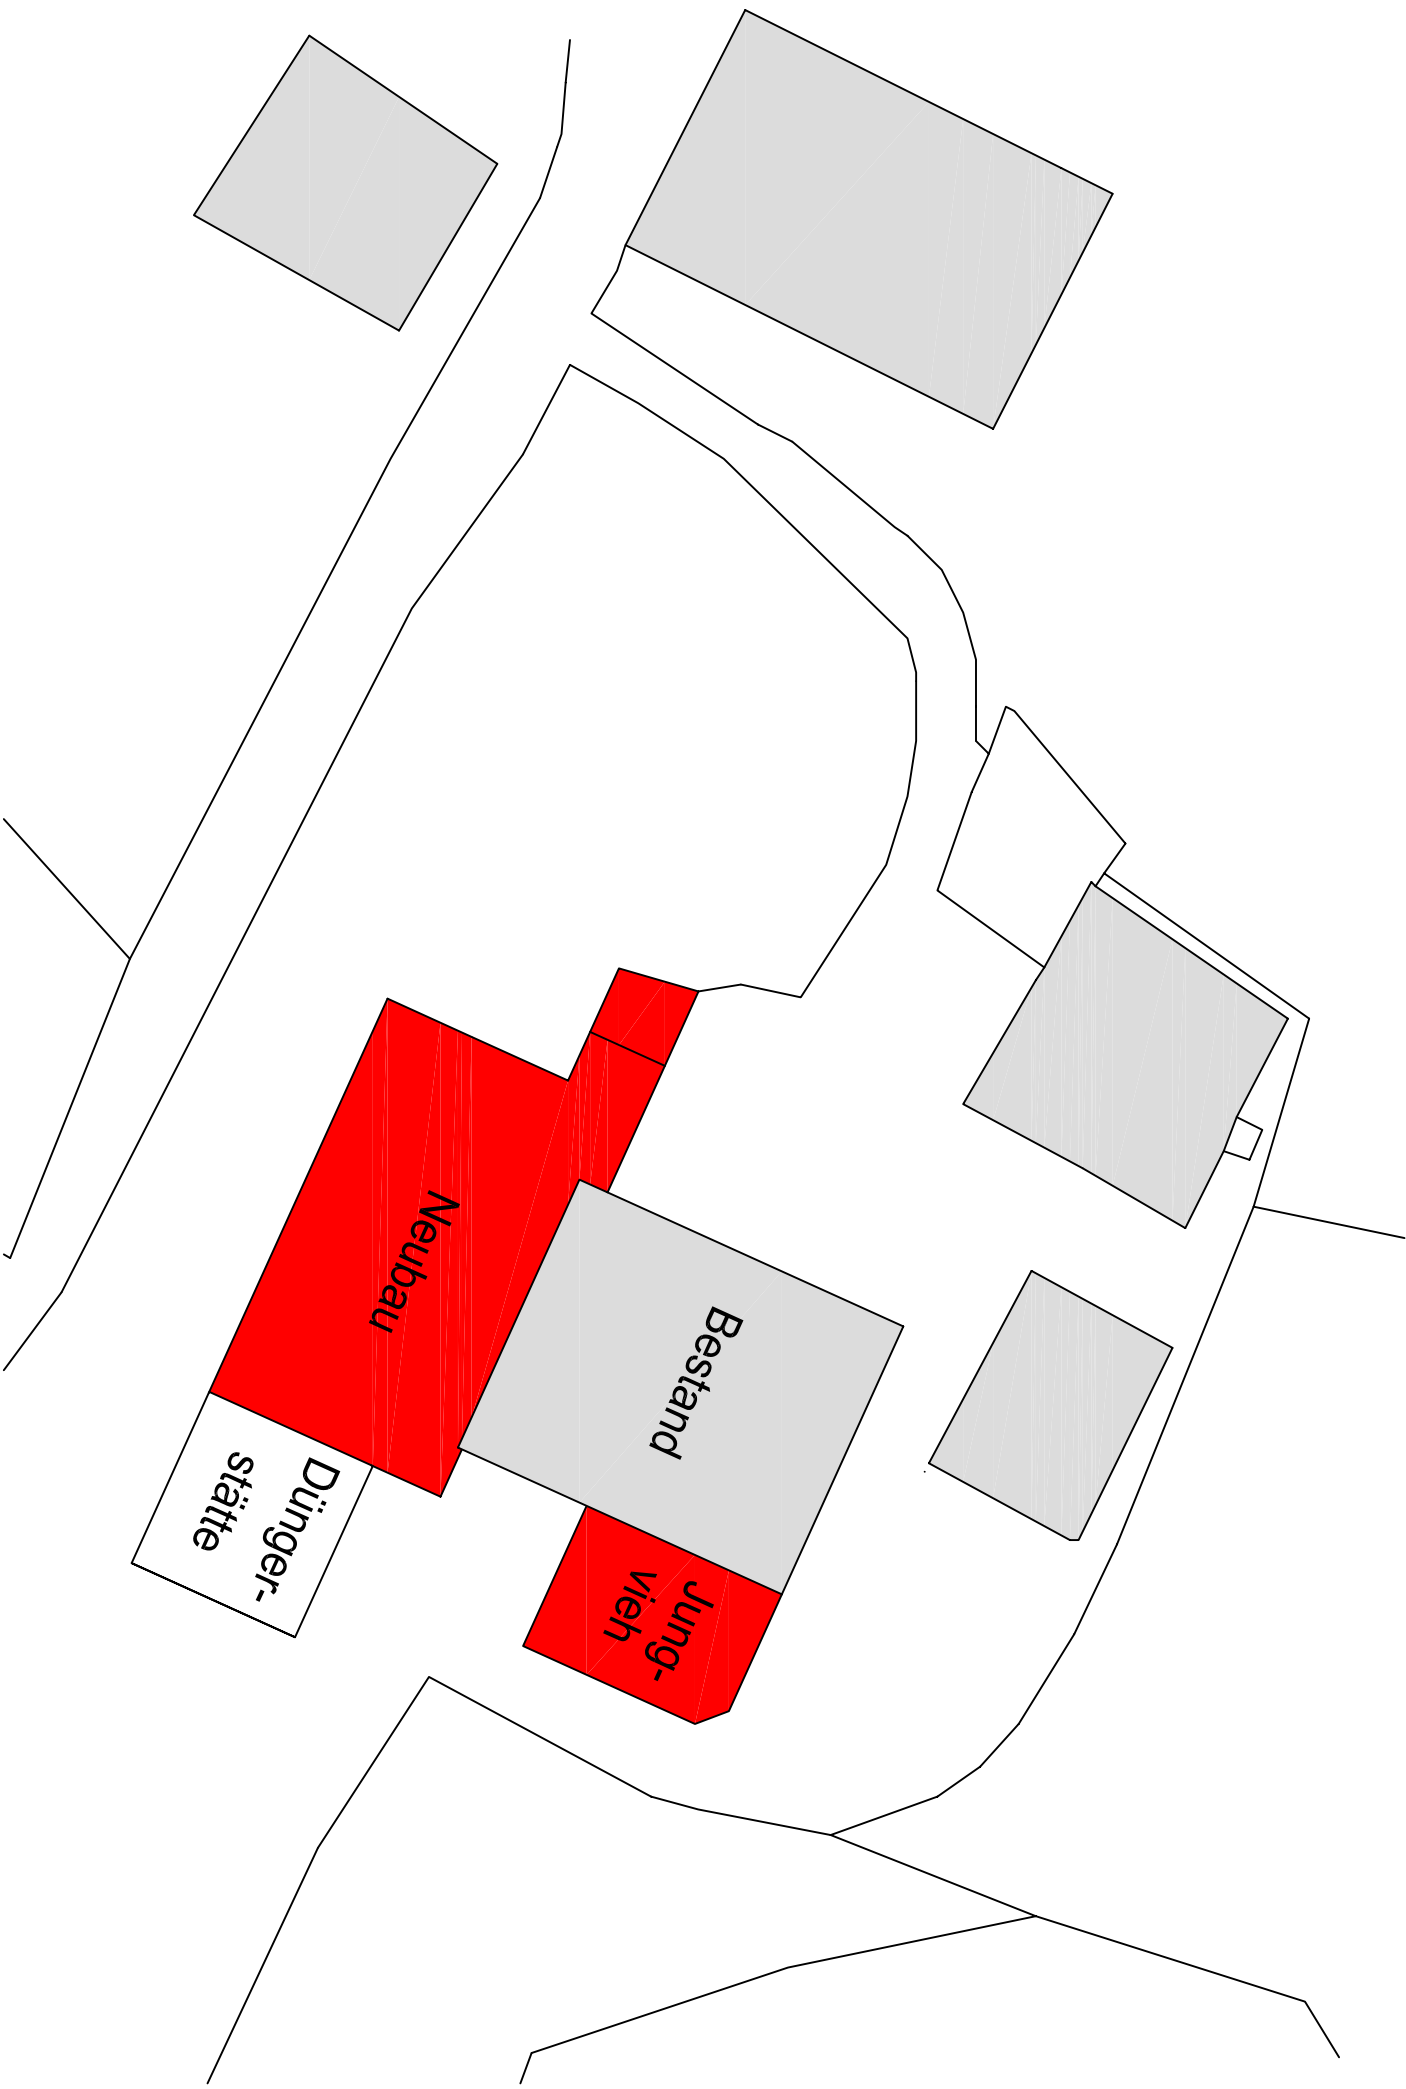 Neubau
Bestand
Dünger-
stätte
Jung-
vieh